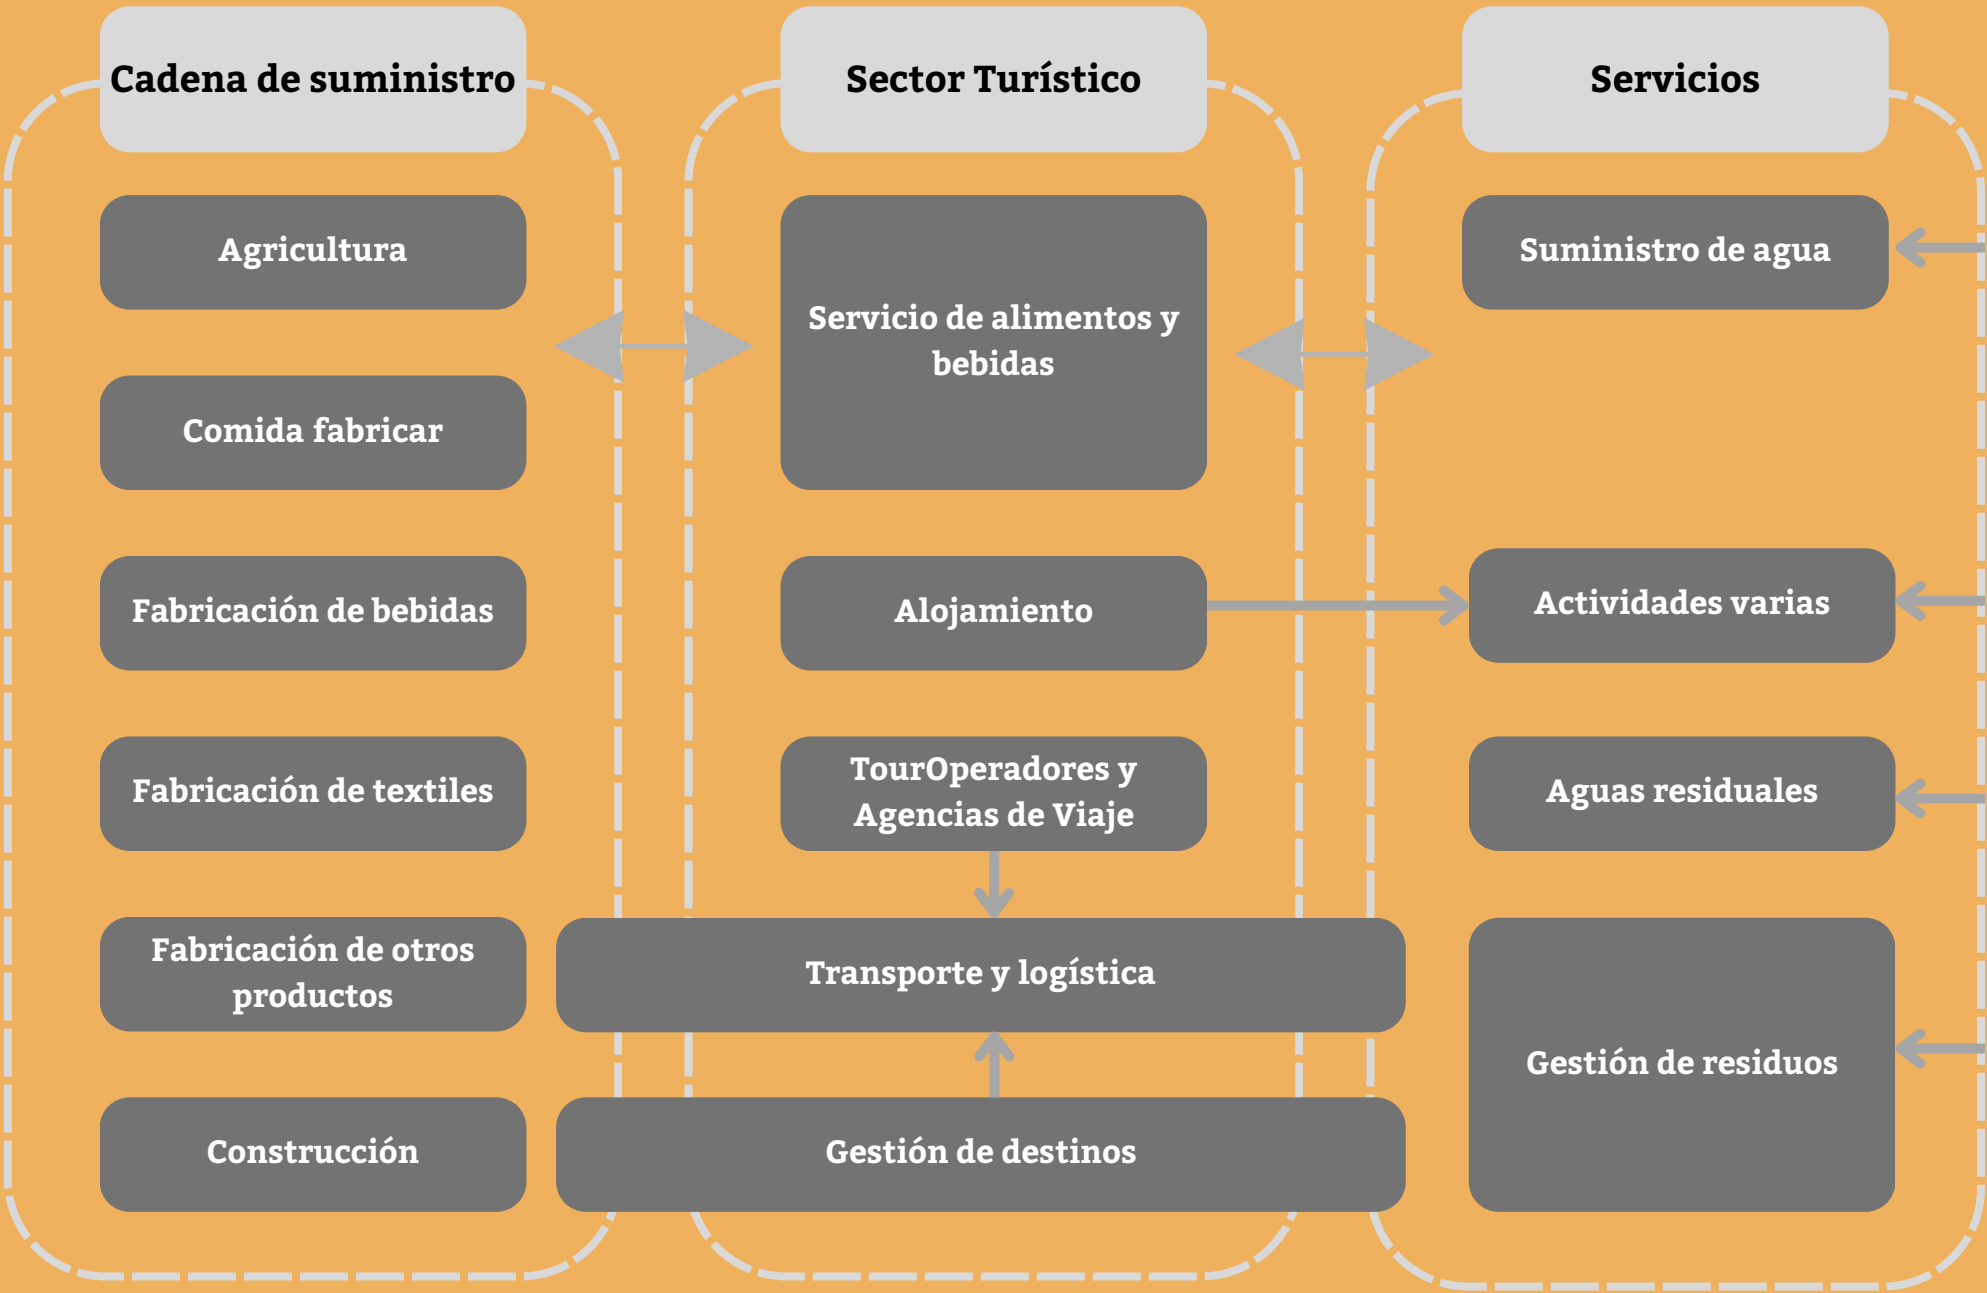 Cadena de suministro
Sector Turístico
Servicios
Agricultura
Comida fabricar
Fabricación de bebidas
Fabricación de textiles
Fabricación de otros
productos
Construcción
Servicio de alimentos y
bebidas
Alojamiento
TourOperadores y
Agencias de Viaje
Transporte y logística
Gestión de destinos
Suministro de agua
Actividades varias
Aguas residuales
Gestión de residuos